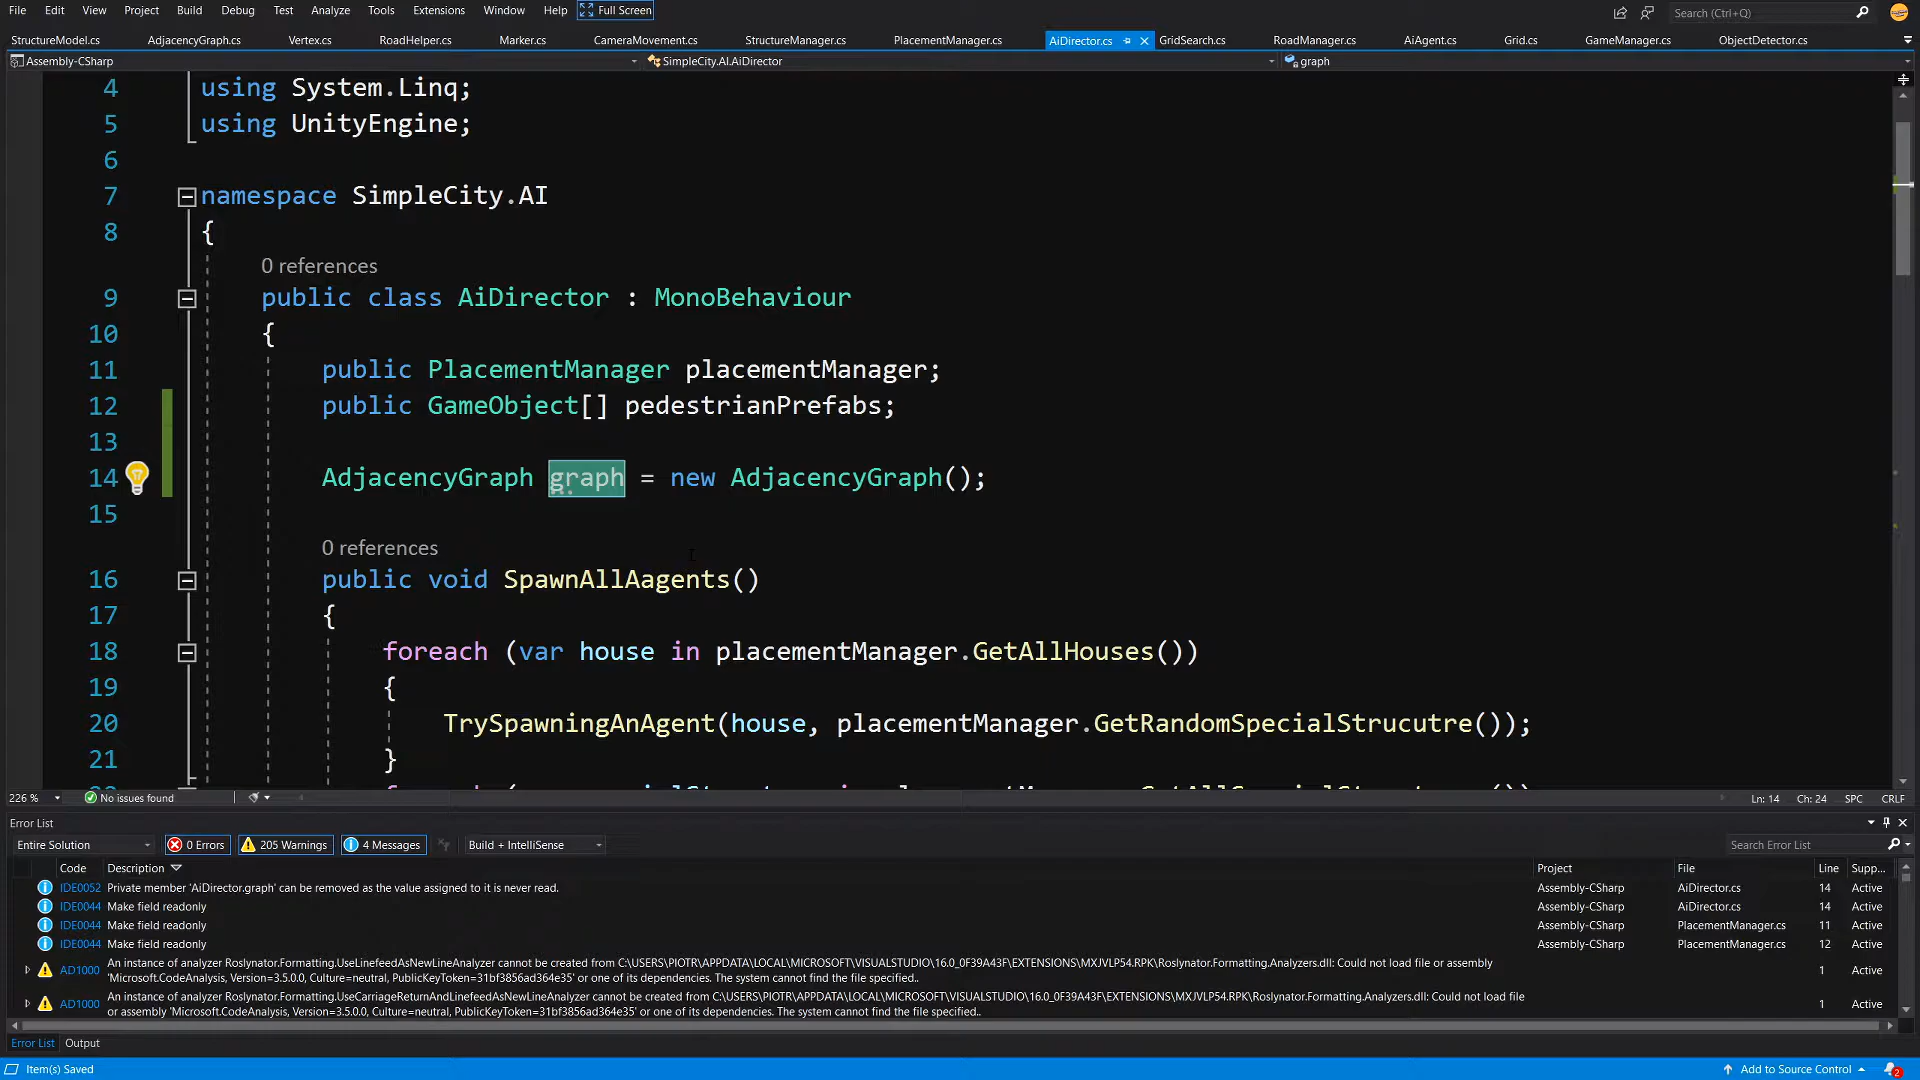 File Edit View Project Build Debug Test Analyze Tools Extensions Window Help Full Screen Search (Ctrl+Q)
StructureModel.cs AdjacencyGraph.cs Vertex.cs RoadHelper.cs Marker.cs CameraMovement.cs StructureManager.cs PlacementManager.cs AiDirector.cs GridSearch.cs RoadManager.cs AiAgent.cs Grid.cs GameManager.cs ObjectDetector.cs
Assembly-CSharp SimpleCity.AI.AiDirector graph
4 using System.Linq;
5 using UnityEngine;
6
7 namespace SimpleCity.AI
8 {
0 references
9 public class AiDirector : MonoBehaviour
10 {
11 public PlacementManager placementManager;
12 public GameObject[] pedestrianPrefabs;
13
14 AdjacencyGraph graph = new AdjacencyGraph();
15
0 references
16 public void SpawnAllAagents()
17 {
18 foreach (var house in placementManager.GetAllHouses())
19 {
20 TrySpawningAnAgent(house, placementManager.GetRandomSpecialStrucutre());
21 }
226 % No issues found Ln: 14 Ch: 24 SPC CRLF
Error List
Entire Solution 0 Errors 205 Warnings 4 Messages Build + IntelliSense Search Error List
Code Description Project File Line Supp...
IDE0052 Private member 'AiDirector.graph' can be removed as the value assigned to it is never read. Assembly-CSharp AiDirector.cs 14 Active
IDE0044 Make field readonly Assembly-CSharp AiDirector.cs 14 Active
IDE0044 Make field readonly Assembly-CSharp PlacementManager.cs 11 Active
IDE0044 Make field readonly Assembly-CSharp PlacementManager.cs 12 Active
AD1000 An instance of analyzer Roslynator.Formatting.UseLinefeedAsNewLineAnalyzer cannot be created from C:\USERS\PIOTR\APPDATA\LOCAL\MICROSOFT\VISUALSTUDIO\16.0_0F39A43F\EXTENSIONS\MXJVLP54.RPK\Roslynator.Formatting.Analyzers.dll: Could not load file or assembly
'Microsoft.CodeAnalysis, Version=3.5.0.0, Culture=neutral, PublicKeyToken=31bf3856ad364e35' or one of its dependencies. The system cannot find the file specified.. 1 Active
AD1000 An instance of analyzer Roslynator.Formatting.UseCarriageReturnAndLinefeedAsNewLineAnalyzer cannot be created from C:\USERS\PIOTR\APPDATA\LOCAL\MICROSOFT\VISUALSTUDIO\16.0_0F39A43F\EXTENSIONS\MXJVLP54.RPK\Roslynator.Formatting.Analyzers.dll: Could not load file
or assembly 'Microsoft.CodeAnalysis, Version=3.5.0.0, Culture=neutral, PublicKeyToken=31bf3856ad364e35' or one of its dependencies. The system cannot find the file specified.. 1 Active
Error List Output
Item(s) Saved Add to Source Control 2